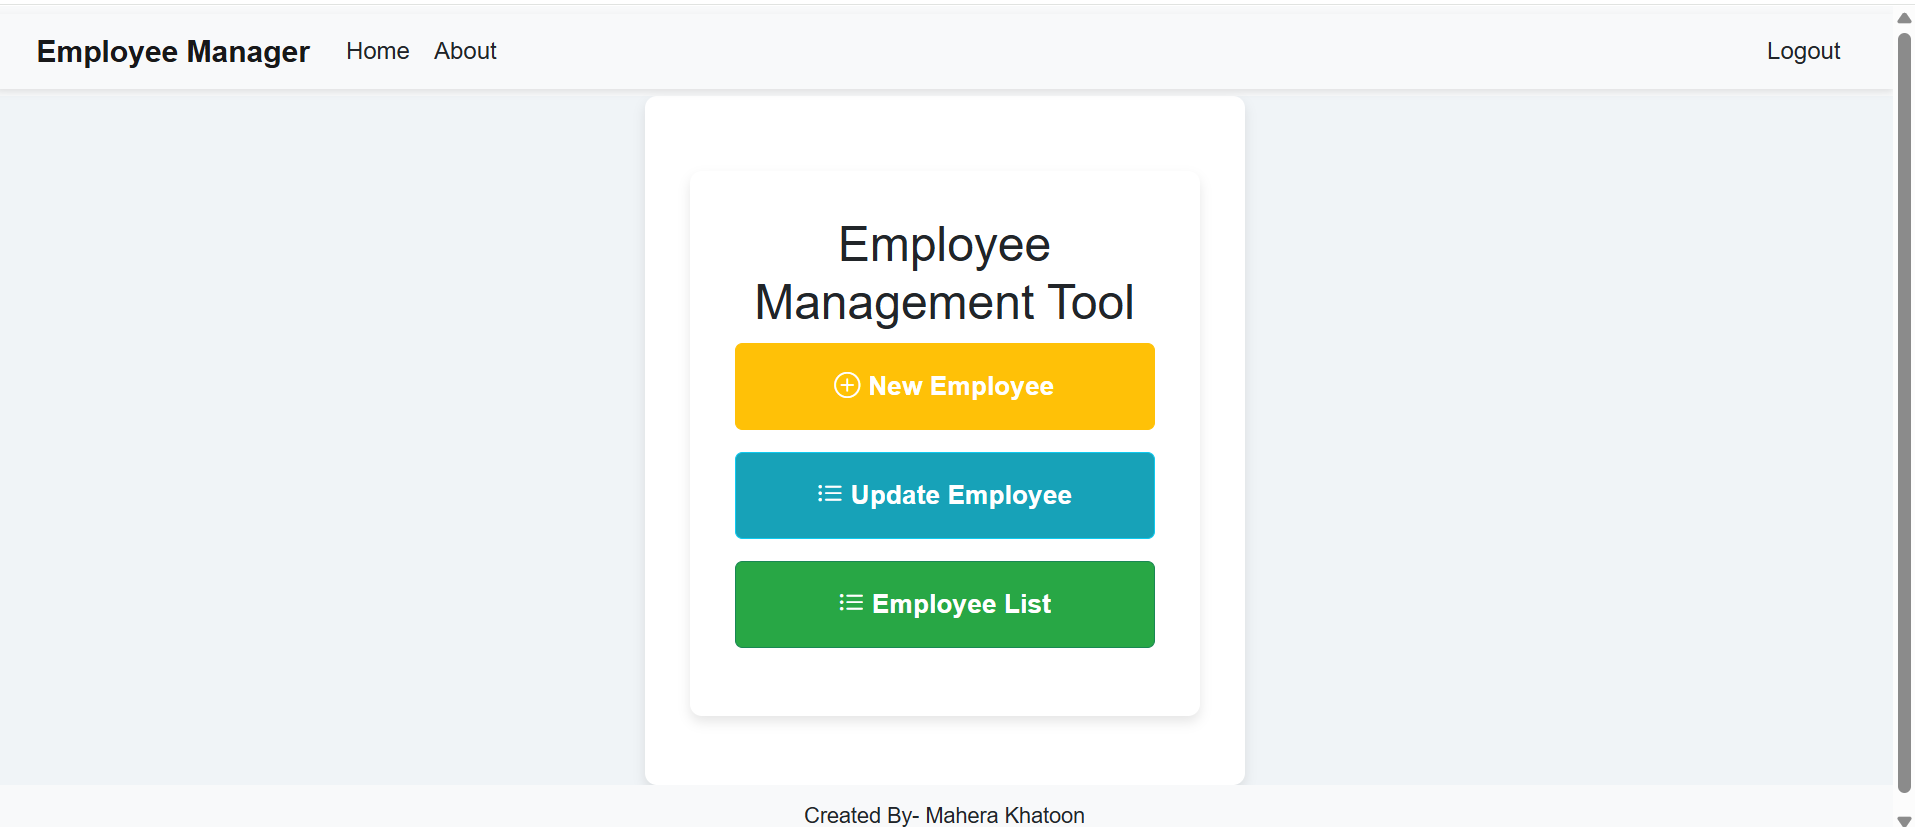 Employee Manager Home About Logout
Employee
Management Tool
New Employee
Update Employee
Employee List
Created By- Mahera Khatoon